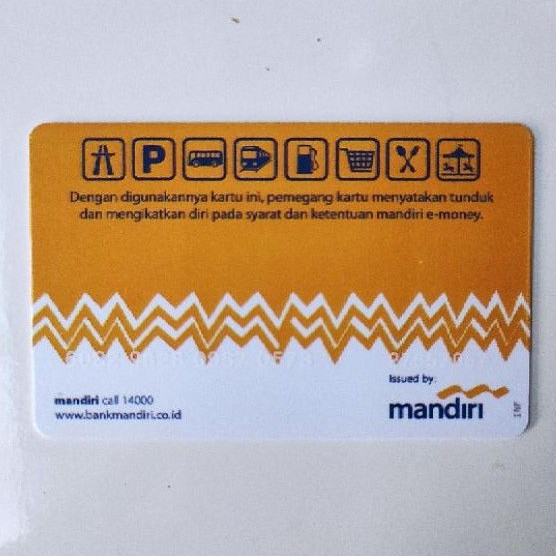 P
Dengan digunakannya kartu ini, pemegang kartu menyatakan tunduk
dan mengikatkan diri pada syarat dan ketentuan mandiri e-money.
mandiri call 14000
www.bankmandiri.co.id
Issued by:
mandiri